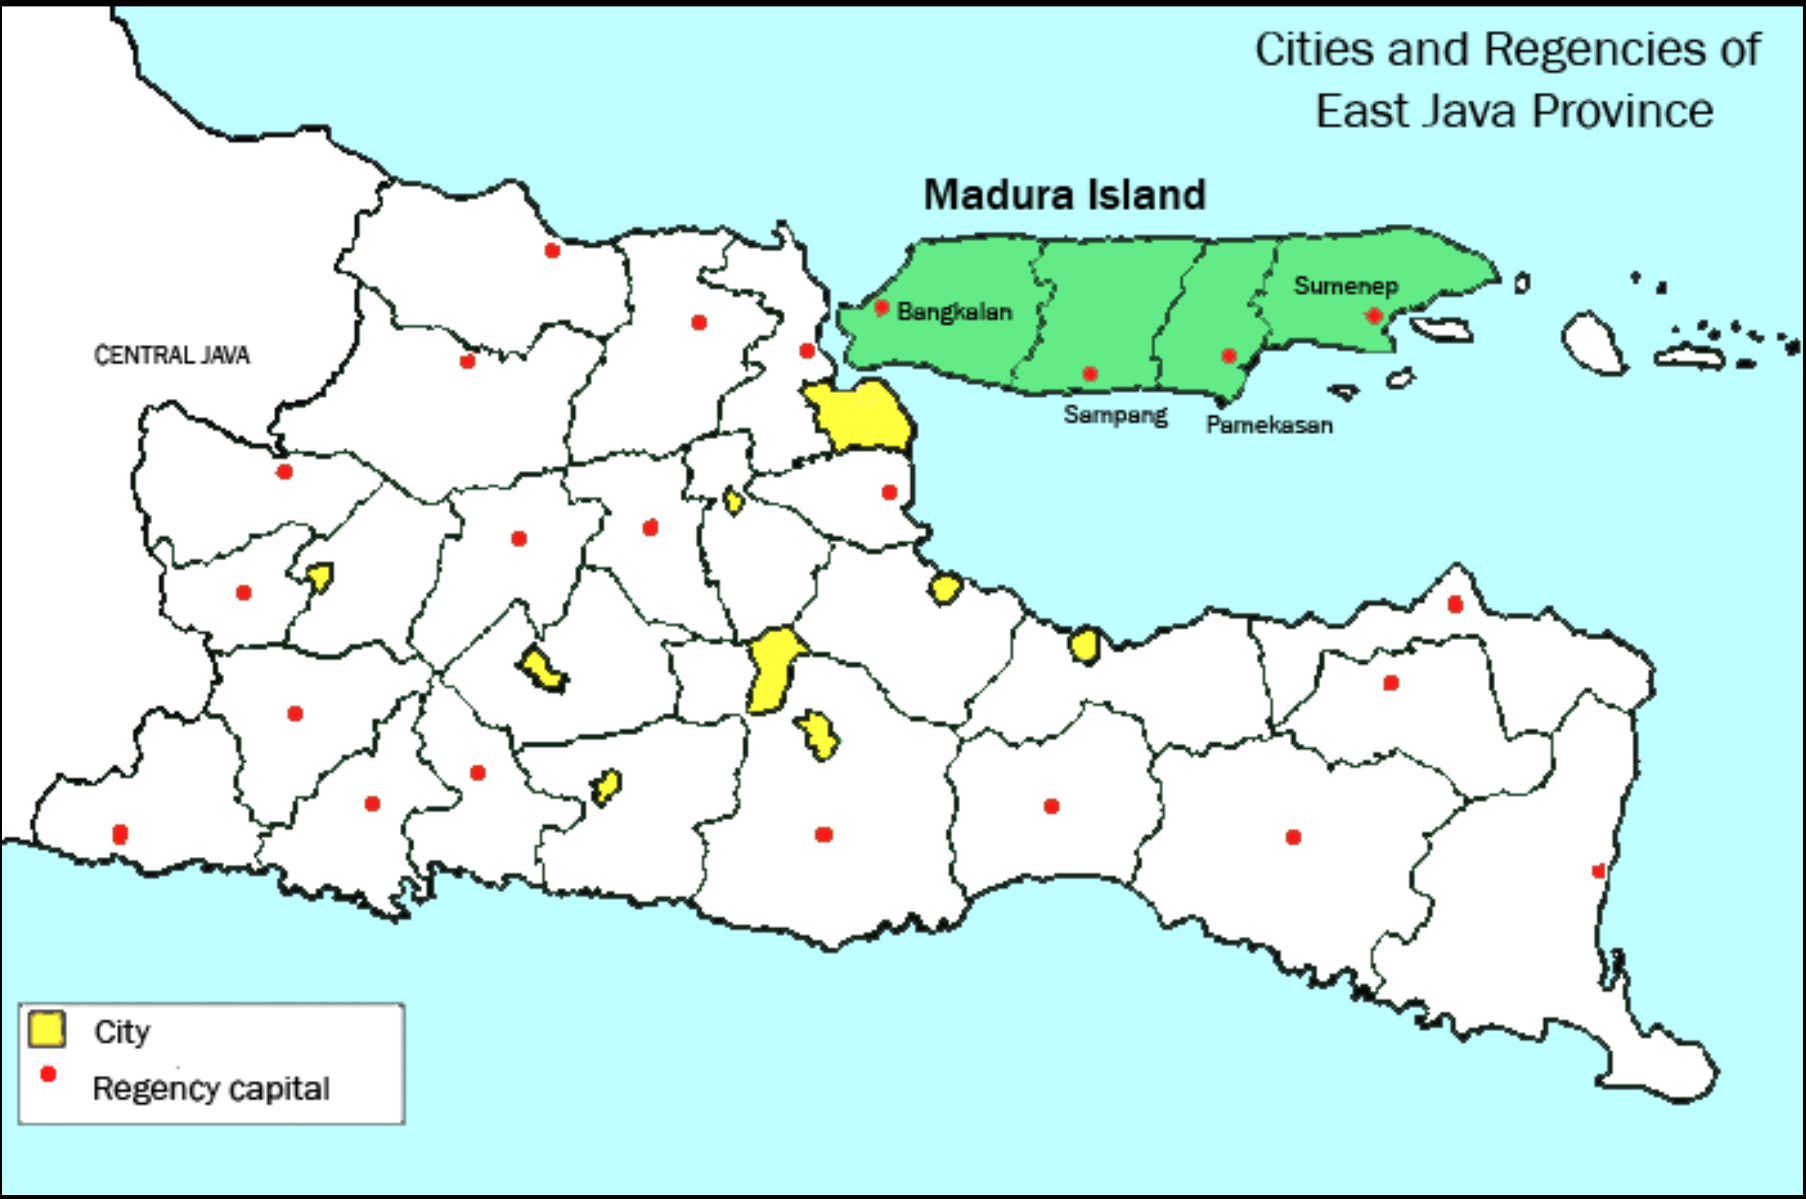 Cities and Regencies of
East Java Province
Madura Island
Sumenep
Bangkalan
CENTRAL JAVA
Sampang
Pamekasan
City
Regency capital